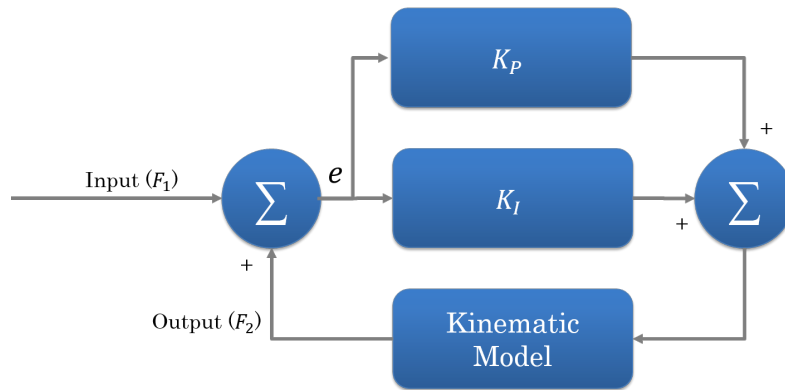 K_P
+
Input (F_1)
Σ
e
K_I
+
Σ
+
Output (F_2)
Kinematic
Model